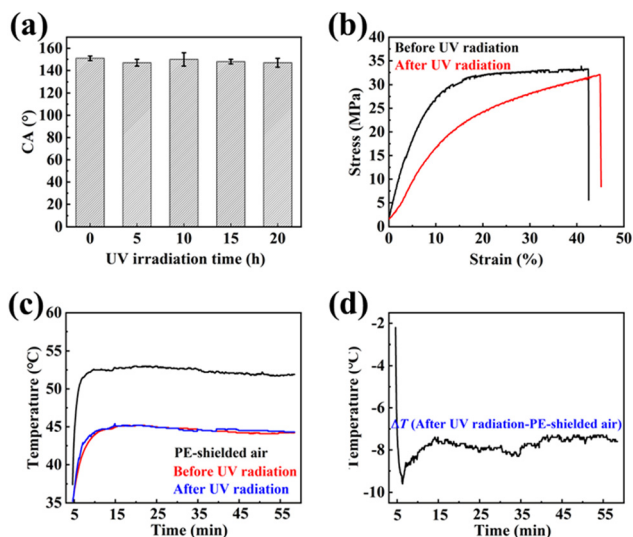 (a)
160
140
120
100
80
60
40
20
0
CA (°)
0 5 10 15 20
UV irradiation time (h)
(b)
40
35
30
25
20
15
10
5
0
Stress (MPa)
Before UV radiation
After UV radiation
0 10 20 30 40 50
Strain (%)
(c)
60
55
50
45
40
35
Temperature (°C)
PE-shielded air
Before UV radiation
After UV radiation
5 15 25 35 45 55
Time (min)
(d)
-2
-4
-6
-8
-10
Temperature (°C)
ΔT (After UV radiation-PE-shielded air)
5 15 25 35 45 55
Time (min)